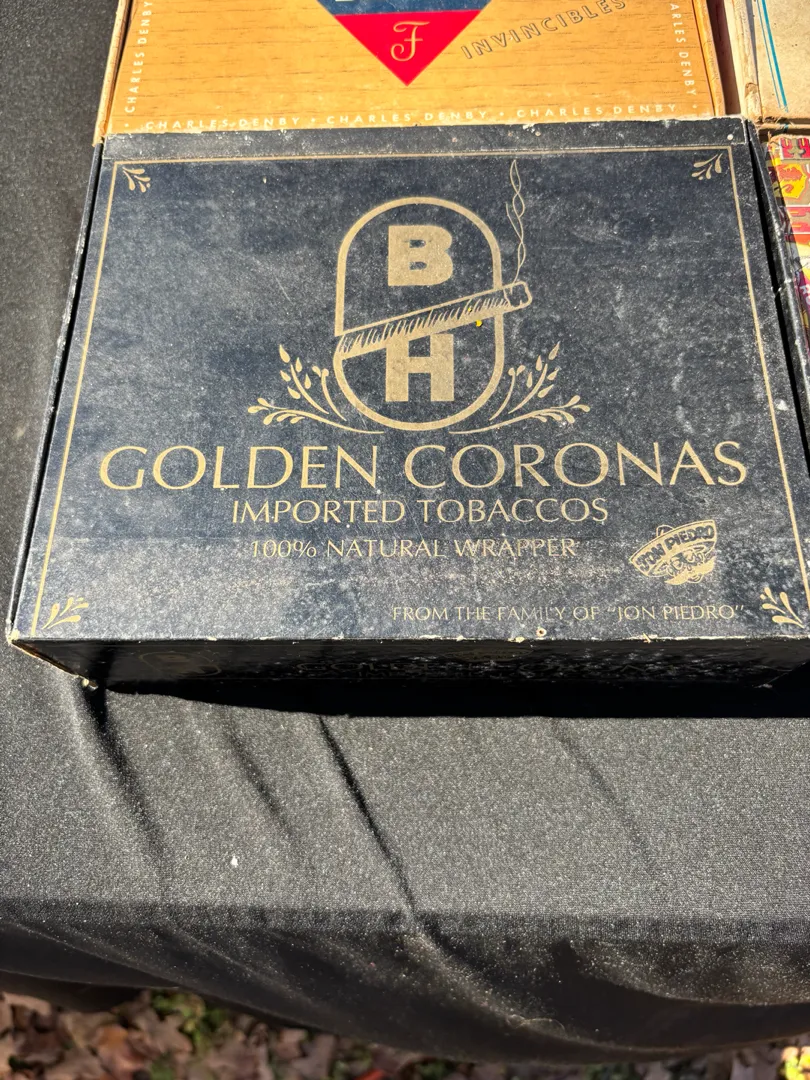 CHARLES DENBY
F
INVINCIBLES
CHARLES DENBY
• CHARLES DENBY • CHARLES DENBY • CHARLES DENBY •
B
H
GOLDEN CORONAS
IMPORTED TOBACCOS
100% NATURAL WRAPPER
JON PIEDRO
FROM THE FAMILY OF "JON PIEDRO"